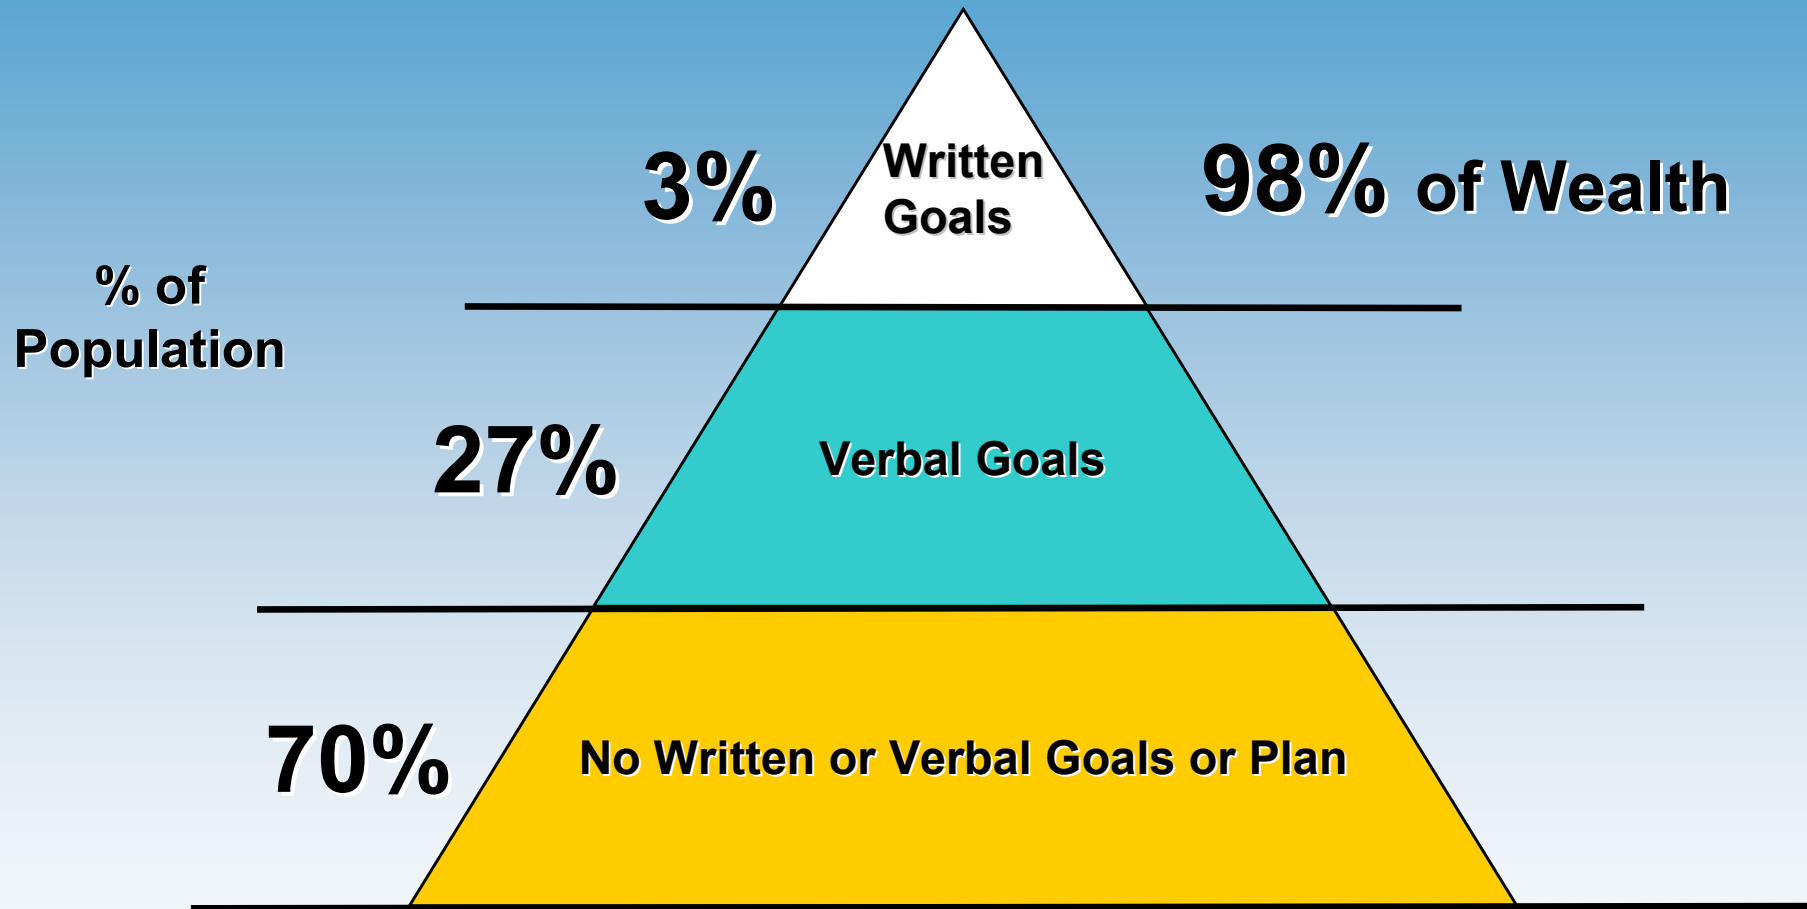 3%
Written
Goals
98% of Wealth
% of
Population
27%
Verbal Goals
70%
No Written or Verbal Goals or Plan